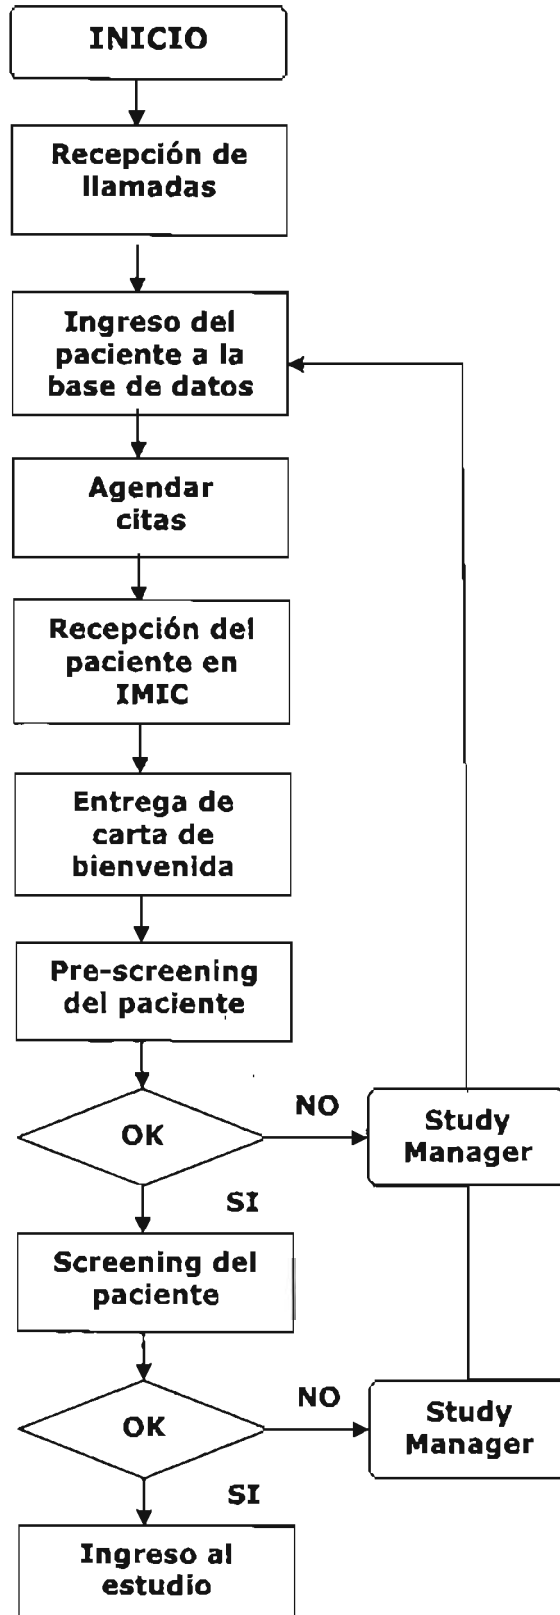 INICIO
Recepción de
llamadas
Ingreso del
paciente a la
base de datos
Agendar
citas
Recepción del
paciente en
IMIC
Entrega de
carta de
bienvenida
Pre-screening
del paciente
OK
NO
Study
Manager
SI
Screening del
paciente
OK
NO
Study
Manager
SI
Ingreso al
estudio